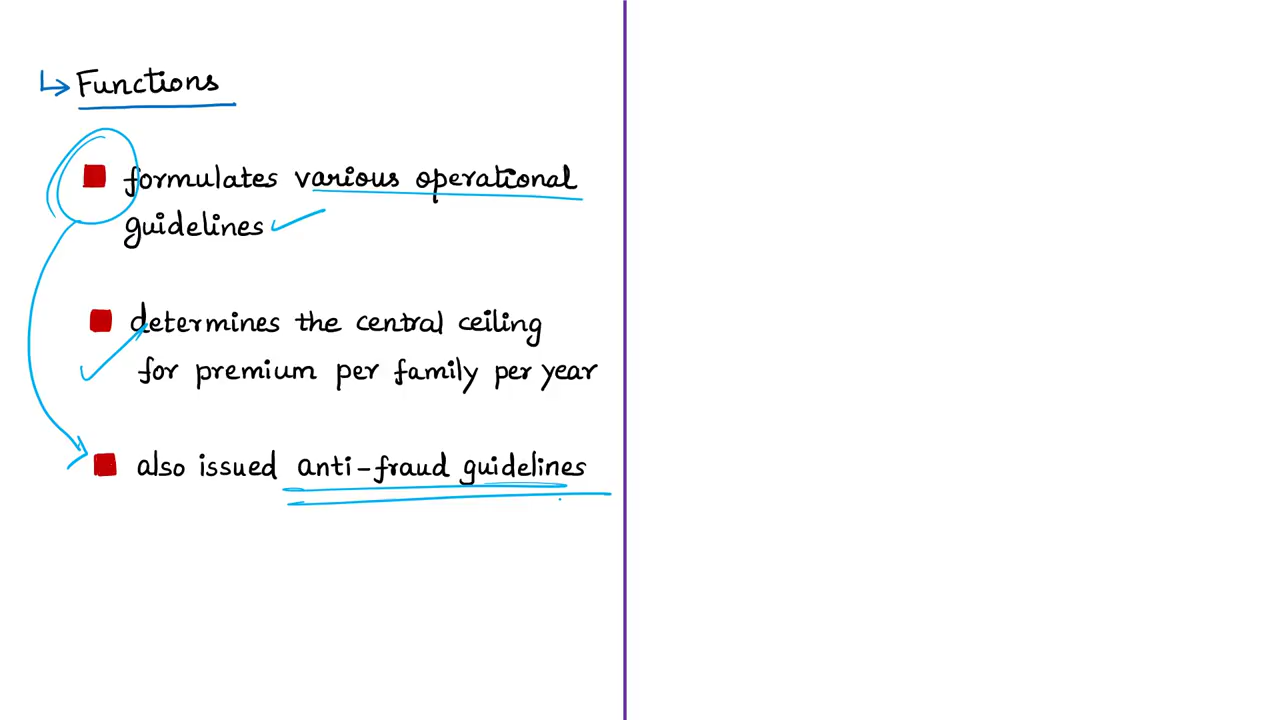 Functions
formulates various operational
guidelines
determines the central ceiling
for premium per family per year
also issued anti-fraud guidelines